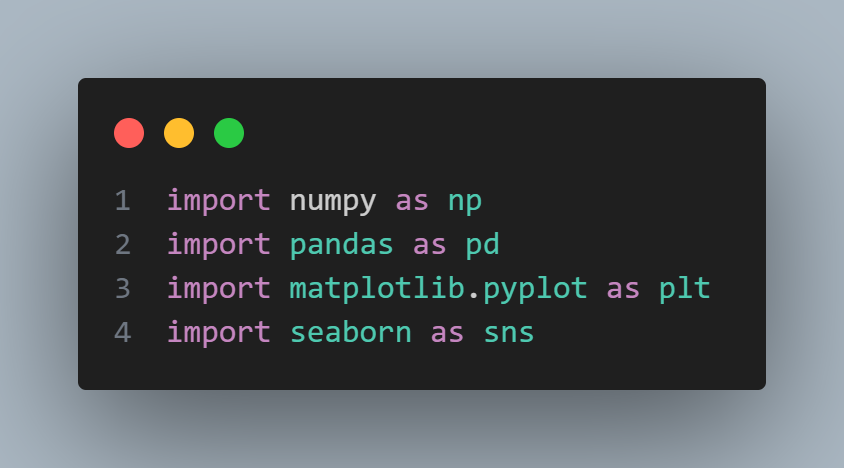 1 import numpy as np
2 import pandas as pd
3 import matplotlib.pyplot as plt
4 import seaborn as sns